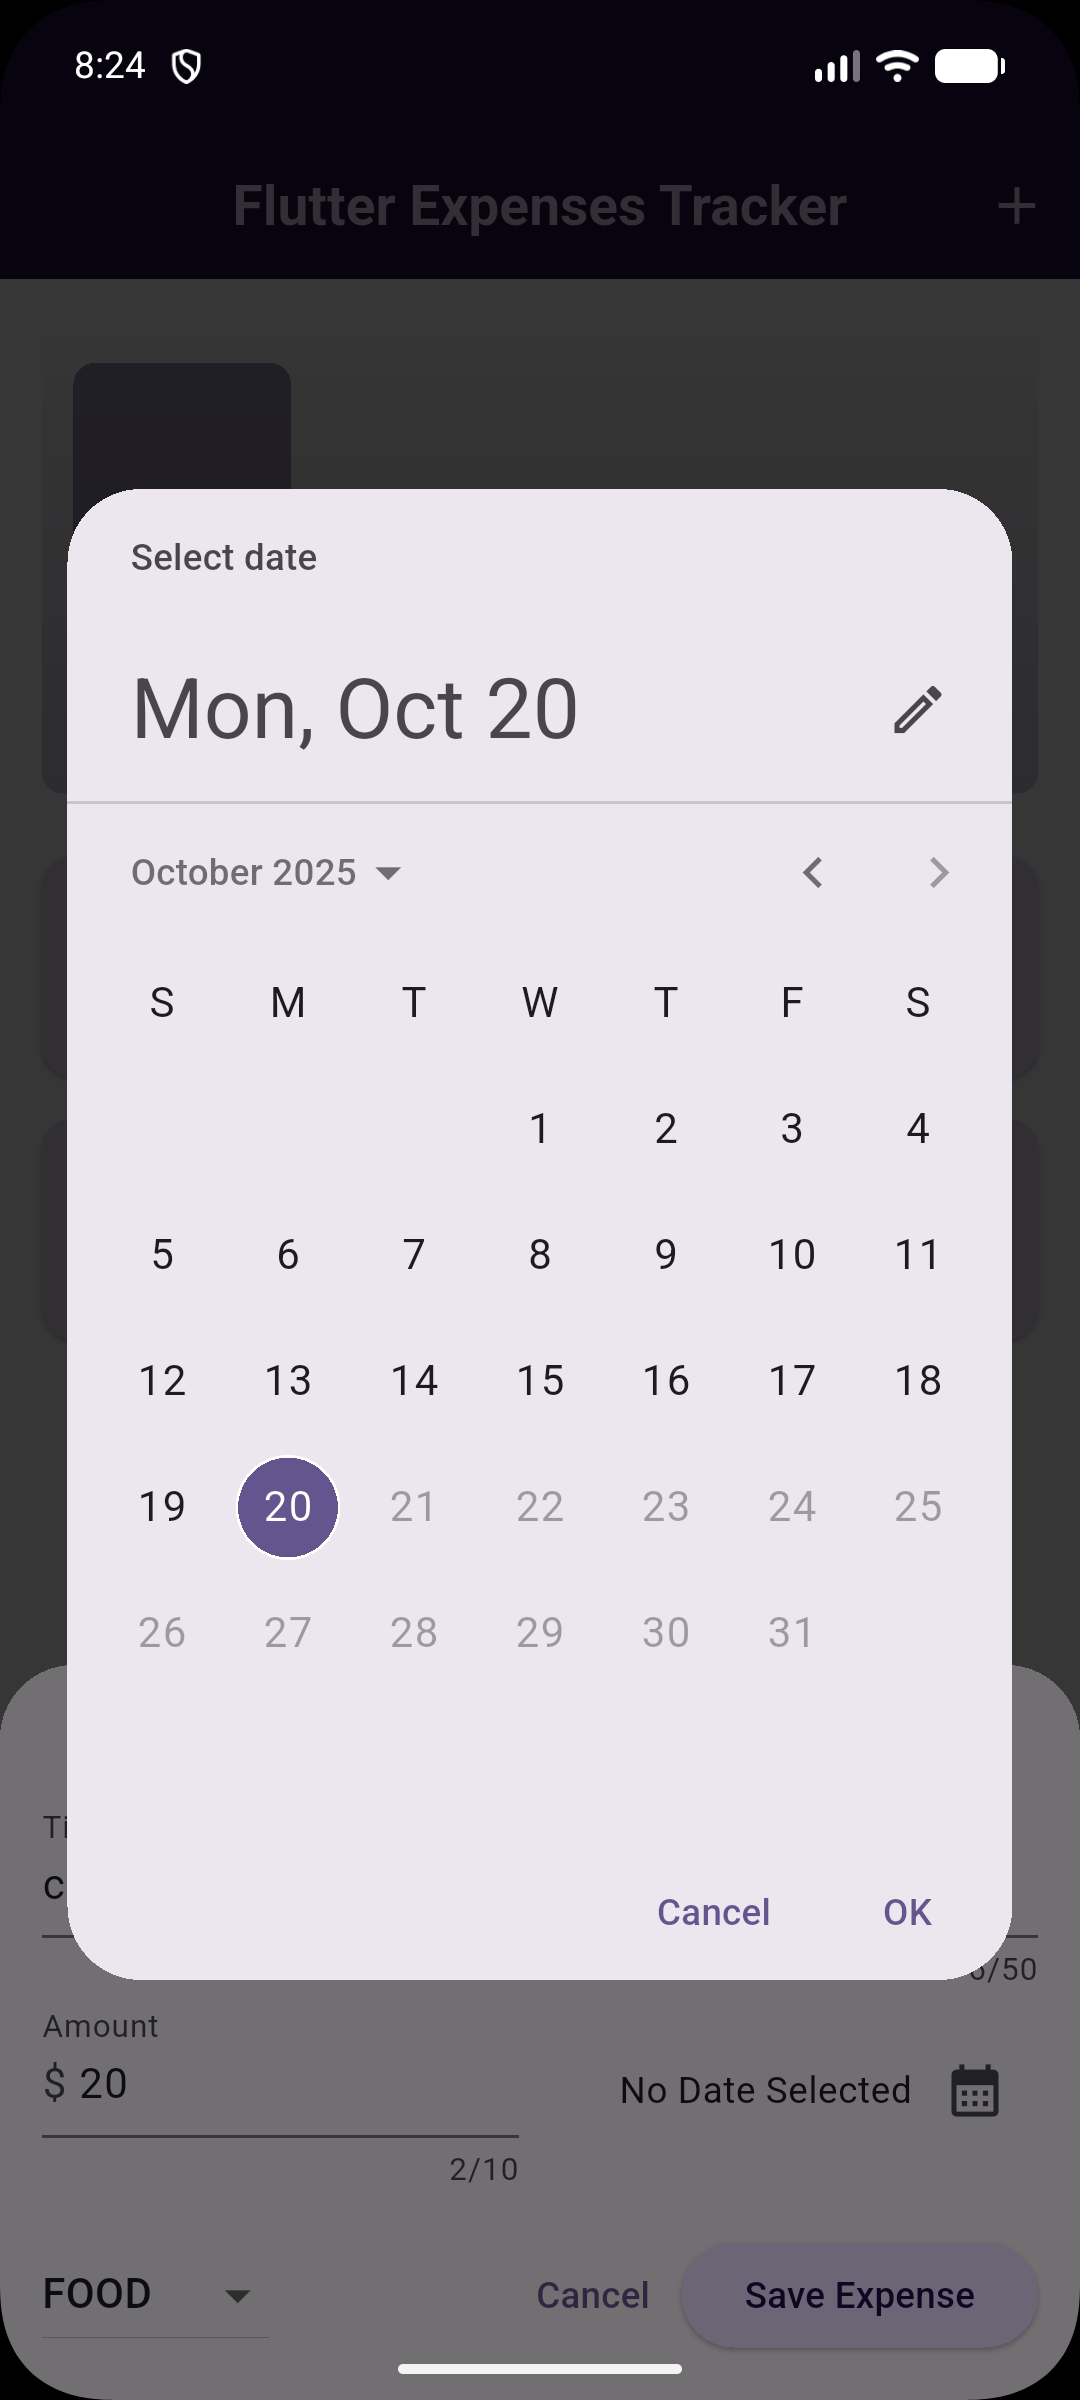 8:24
Flutter Expenses Tracker
Select date
Mon, Oct 20
October 2025
S M T W T F S
1 2 3 4
5 6 7 8 9 10 11
12 13 14 15 16 17 18
19 20 21 22 23 24 25
26 27 28 29 30 31
Cancel OK
/50
Amount
$ 20
No Date Selected
2/10
FOOD
Cancel
Save Expense